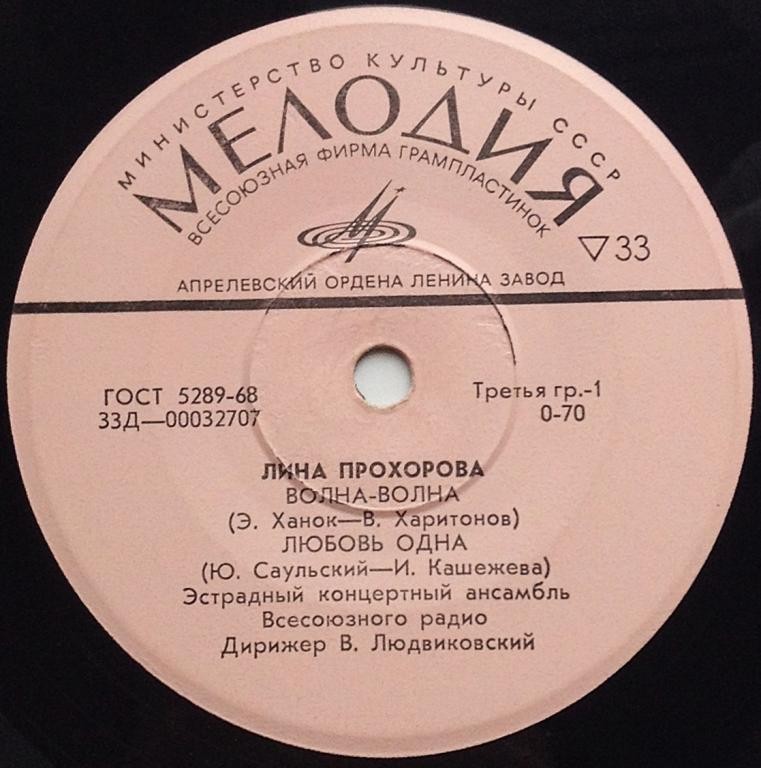 МИНИСТЕРСТВО КУЛЬТУРЫ СССР
МЕЛОДИЯ
ВСЕСОЮЗНАЯ ФИРМА ГРАМПЛАСТИНОК
▽33
АПРЕЛЕВСКИЙ ОРДЕНА ЛЕНИНА ЗАВОД
ГОСТ 5289-68
33Д—00032707
Третья гр.-1
0-70
ЛИНА ПРОХОРОВА
ВОЛНА-ВОЛНА
(Э. Ханок—В. Харитонов)
ЛЮБОВЬ ОДНА
(Ю. Саульский—И. Кашежева)
Эстрадный концертный ансамбль
Всесоюзного радио
Дирижер В. Людвиковский